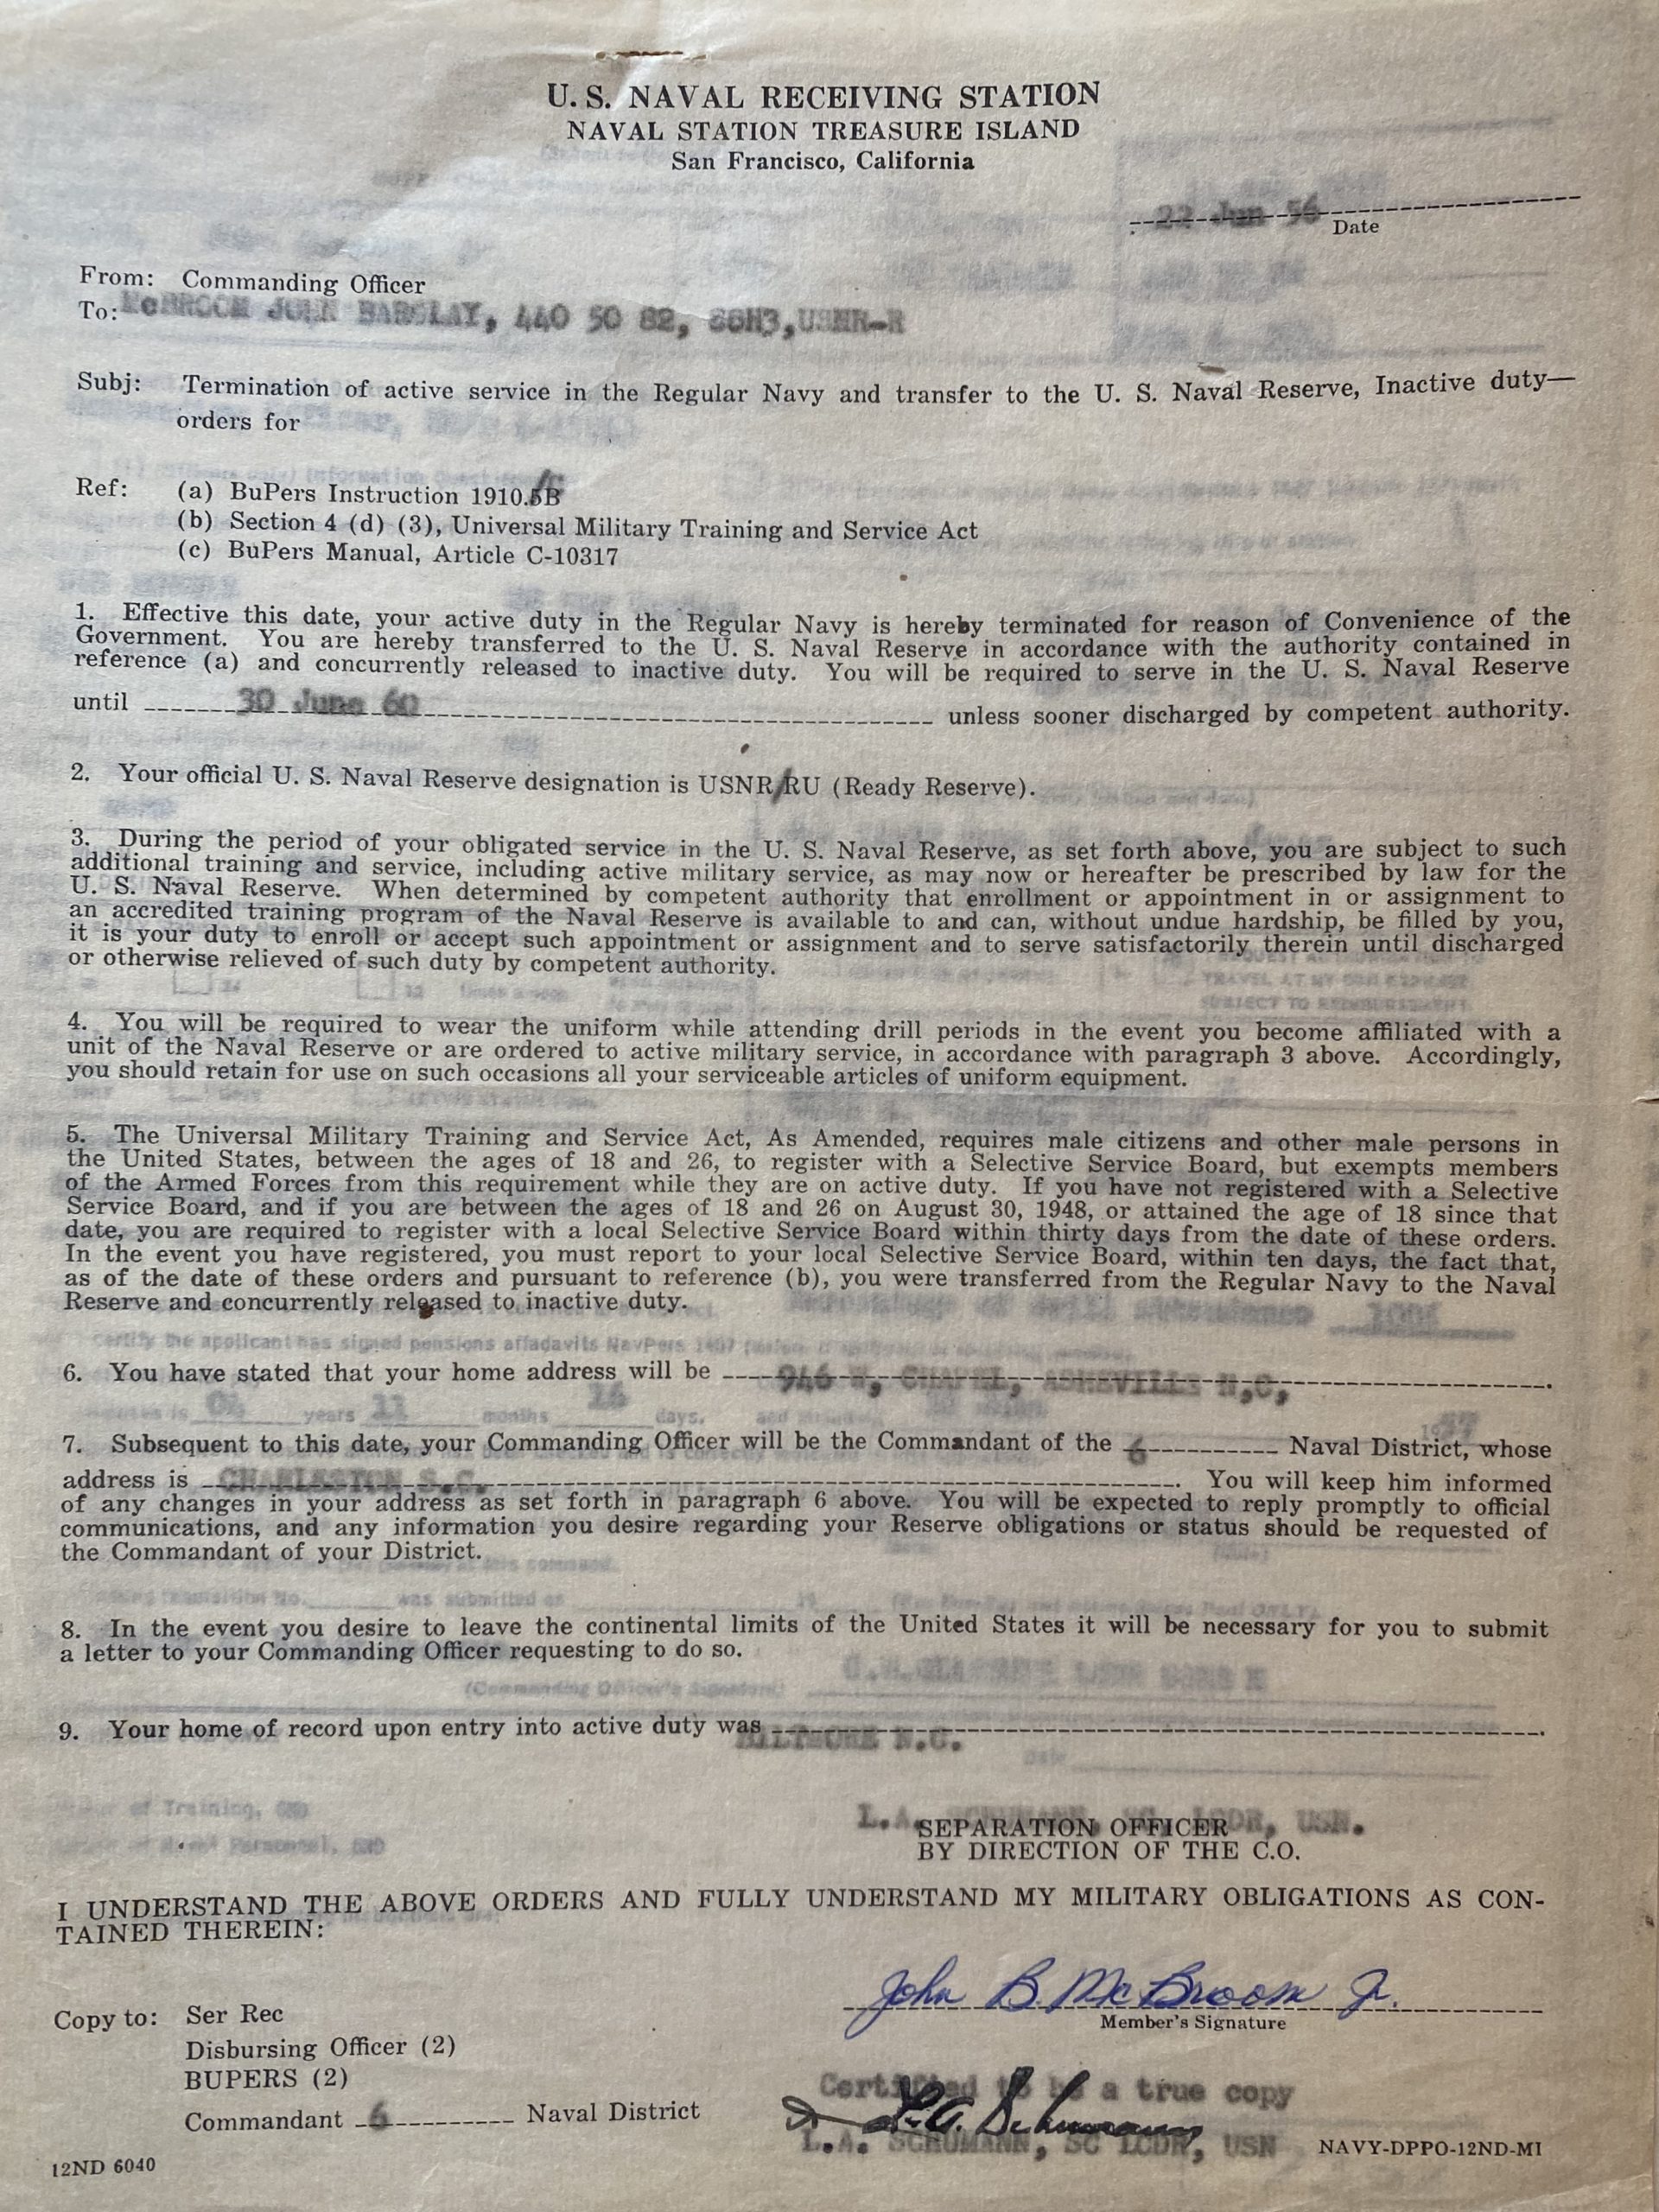 U. S. NAVAL RECEIVING STATION
NAVAL STATION TREASURE ISLAND
San Francisco, California
22 Jun 56
Date
From: Commanding Officer
To: McBROOM JOHN BARCLAY, 440 50 82, USNR-R
Subj: Termination of active service in the Regular Navy and transfer to the U. S. Naval Reserve, Inactive duty—
orders for
Ref: (a) BuPers Instruction 1910.5B
(b) Section 4 (d) (3), Universal Military Training and Service Act
(c) BuPers Manual, Article C-10317
1. Effective this date, your active duty in the Regular Navy is hereby terminated for reason of Convenience of the
Government. You are hereby transferred to the U. S. Naval Reserve in accordance with the authority contained in
reference (a) and concurrently released to inactive duty. You will be required to serve in the U. S. Naval Reserve
until 30 June 60 unless sooner discharged by competent authority.
2. Your official U. S. Naval Reserve designation is USNR/RU (Ready Reserve).
3. During the period of your obligated service in the U. S. Naval Reserve, as set forth above, you are subject to such
additional training and service, including active military service, as may now or hereafter be prescribed by law for the
U. S. Naval Reserve. When determined by competent authority that enrollment or appointment in or assignment to
an accredited training program of the Naval Reserve is available to and can, without undue hardship, be filled by you,
it is your duty to enroll or accept such appointment or assignment and to serve satisfactorily therein until discharged
or otherwise relieved of such duty by competent authority.
4. You will be required to wear the uniform while attending drill periods in the event you become affiliated with a
unit of the Naval Reserve or are ordered to active military service, in accordance with paragraph 3 above. Accordingly,
you should retain for use on such occasions all your serviceable articles of uniform equipment.
5. The Universal Military Training and Service Act, As Amended, requires male citizens and other male persons in
the United States, between the ages of 18 and 26, to register with a Selective Service Board, but exempts members
of the Armed Forces from this requirement while they are on active duty. If you have not registered with a Selective
Service Board, and if you are between the ages of 18 and 26 on August 30, 1948, or attained the age of 18 since that
date, you are required to register with a local Selective Service Board within thirty days from the date of these orders.
In the event you have registered, you must report to your local Selective Service Board, within ten days, the fact that,
as of the date of these orders and pursuant to reference (b), you were transferred from the Regular Navy to the Naval
Reserve and concurrently released to inactive duty.
6. You have stated that your home address will be 946 W, CHAPEL, ASHEVILLE N,C,
7. Subsequent to this date, your Commanding Officer will be the Commandant of the 6 Naval District, whose
address is CHARLESTON S.C. You will keep him informed
of any changes in your address as set forth in paragraph 6 above. You will be expected to reply promptly to official
communications, and any information you desire regarding your Reserve obligations or status should be requested of
the Commandant of your District.
8. In the event you desire to leave the continental limits of the United States it will be necessary for you to submit
a letter to your Commanding Officer requesting to do so.
9. Your home of record upon entry into active duty was
BILTMORE N.C.
L.A. SCHUMANN, SC, LCDR, USN.
SEPARATION OFFICER
BY DIRECTION OF THE C.O.
I UNDERSTAND THE ABOVE ORDERS AND FULLY UNDERSTAND MY MILITARY OBLIGATIONS AS CON-
TAINED THEREIN:
John B McBroom Jr.
Member's Signature
Copy to: Ser Rec
Disbursing Officer (2)
BUPERS (2)
Commandant 6 Naval District
Certified to be a true copy
L.A. Schumann
L.A. SCHUMANN, SC LCDR, USN
NAVY-DPPO-12ND-MI
12ND 6040